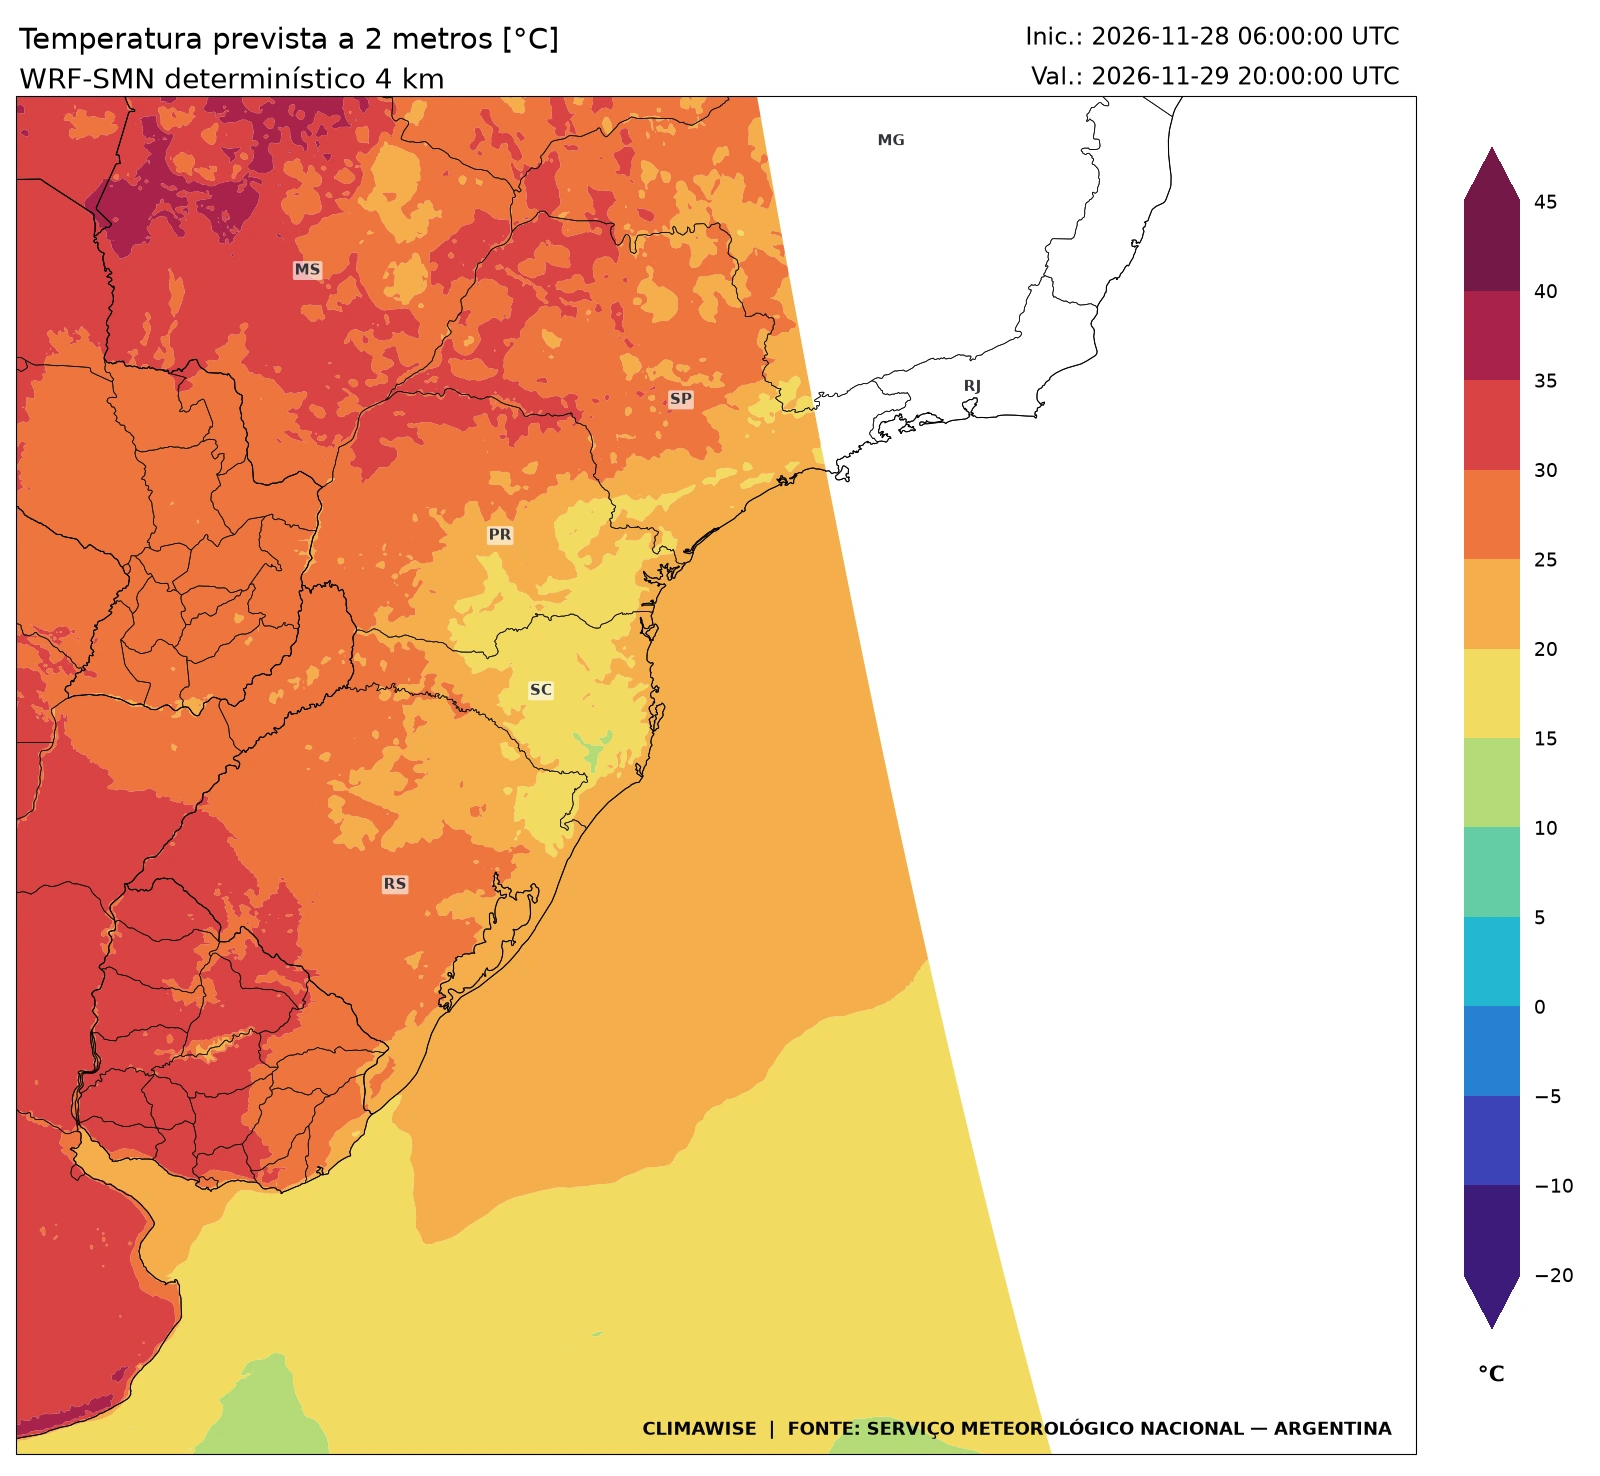 Temperatura prevista a 2 metros [°C]
WRF-SMN determinístico 4 km
Inic.: 2026-11-28 06:00:00 UTC
Val.: 2026-11-29 20:00:00 UTC
MG
MS
RJ
SP
PR
SC
RS
45
40
35
30
25
20
15
10
5
0
−5
−10
−20
°C
CLIMAWISE | FONTE: SERVIÇO METEOROLÓGICO NACIONAL — ARGENTINA